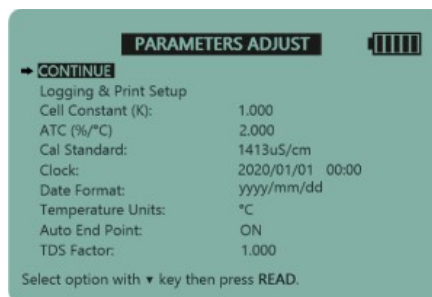 PARAMETERS ADJUST
➡ CONTINUE
Logging & Print Setup
Cell Constant (K): 1.000
ATC (%/°C) 2.000
Cal Standard: 1413uS/cm
Clock: 2020/01/01 00:00
Date Format: yyyy/mm/dd
Temperature Units: °C
Auto End Point: ON
TDS Factor: 1.000
Select option with ▼ key then press READ.